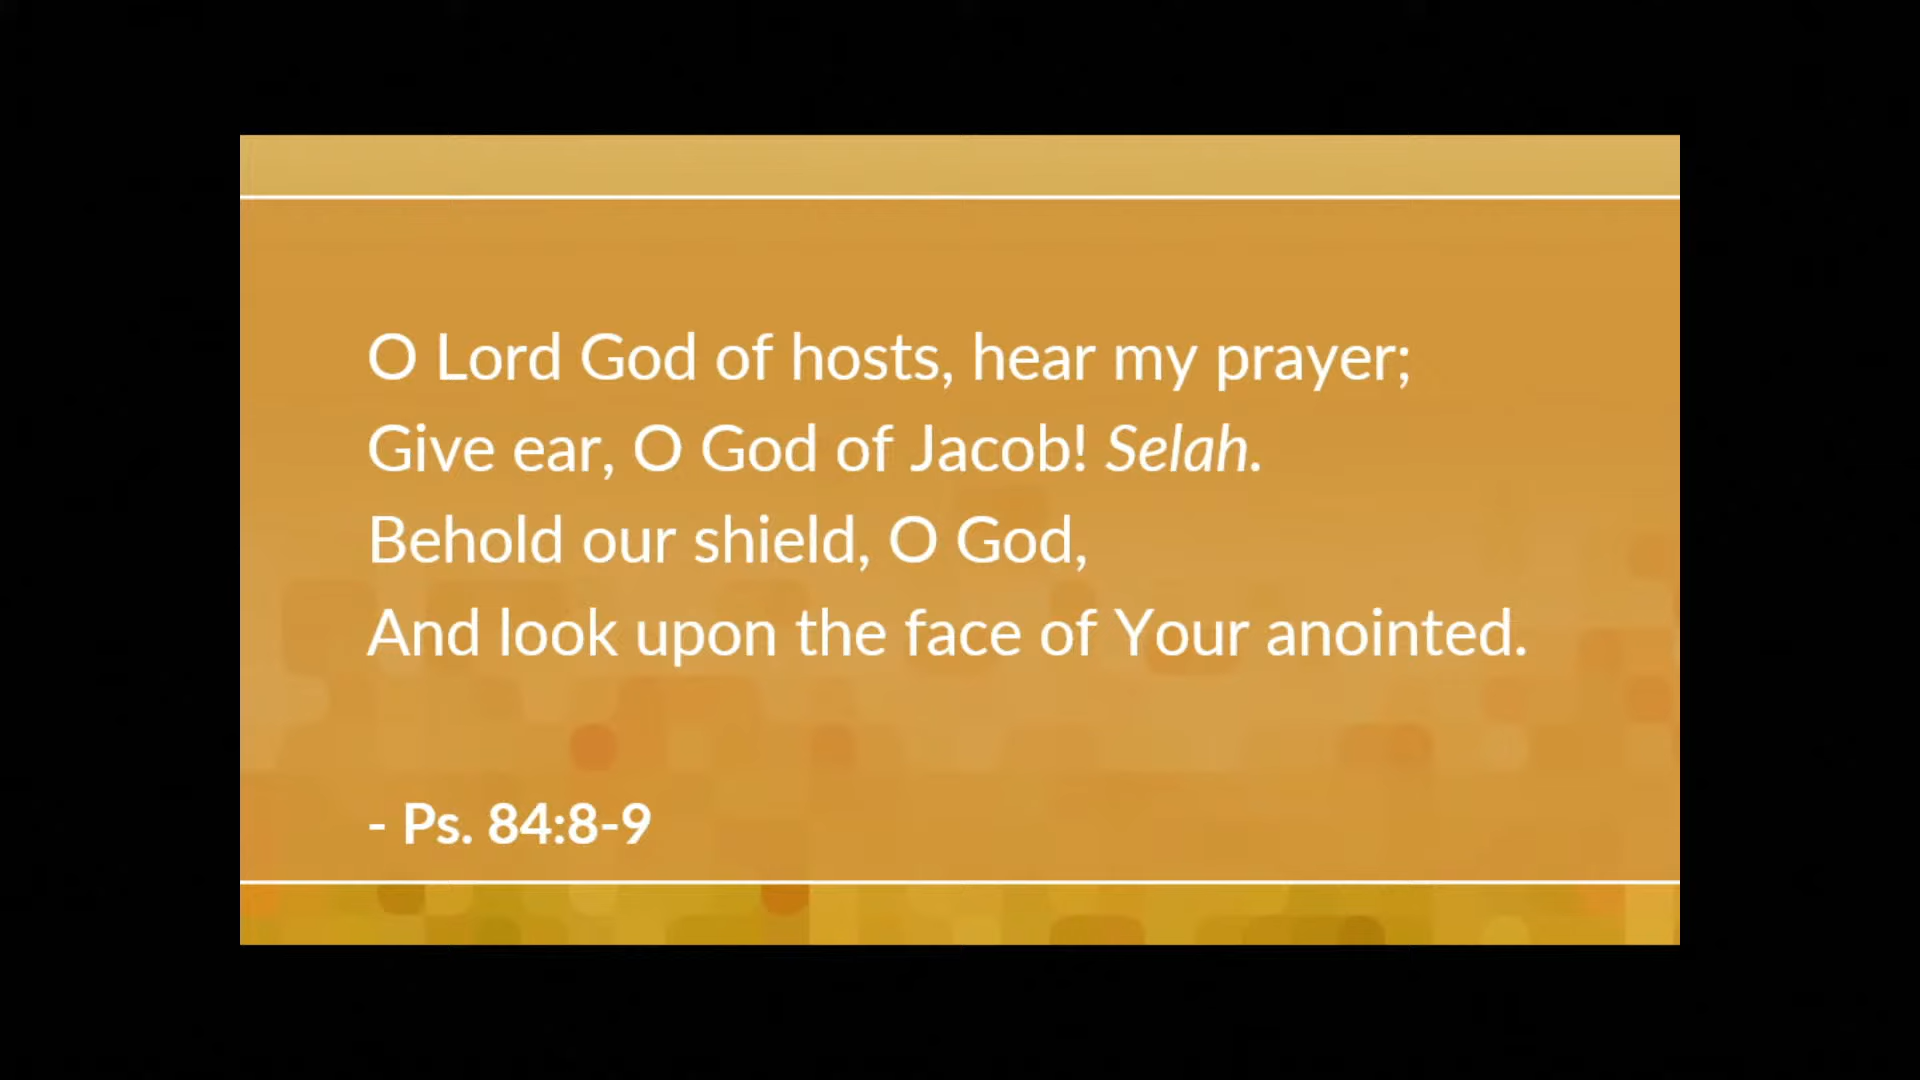 O Lord God of hosts, hear my prayer;
Give ear, O God of Jacob! Selah.
Behold our shield, O God,
And look upon the face of Your anointed.
- Ps. 84:8-9